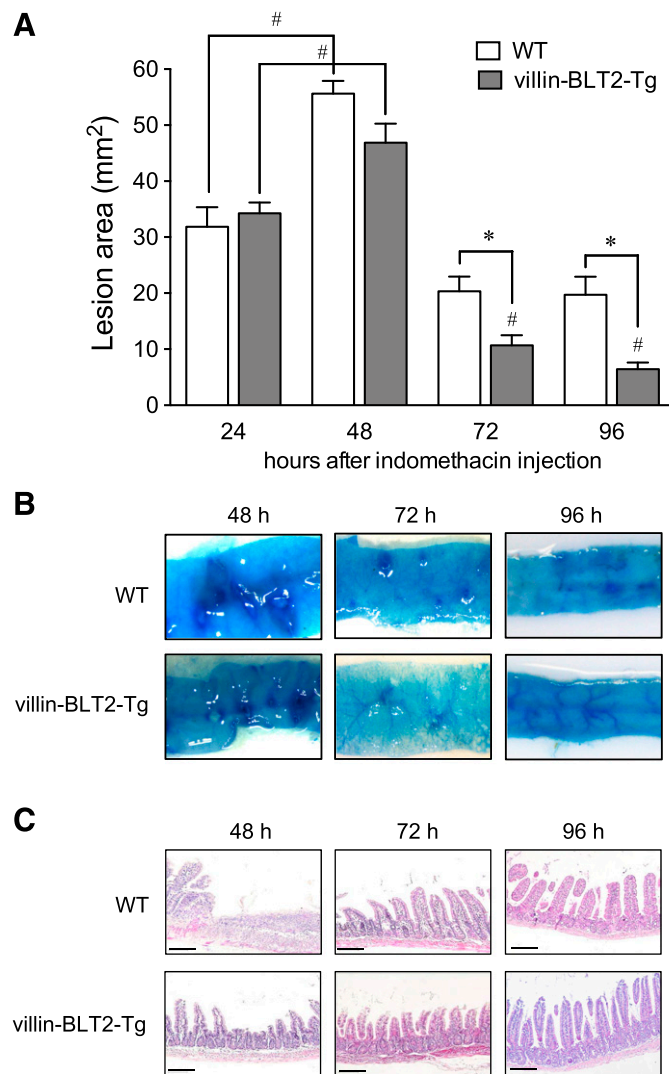 A
#
#
WT
villin-BLT2-Tg
Lesion area (mm²)
60
50
40
30
20
10
0
*
*
#
#
24 48 72 96
hours after indomethacin injection
B
48 h 72 h 96 h
WT
villin-BLT2-Tg
C
48 h 72 h 96 h
WT
villin-BLT2-Tg